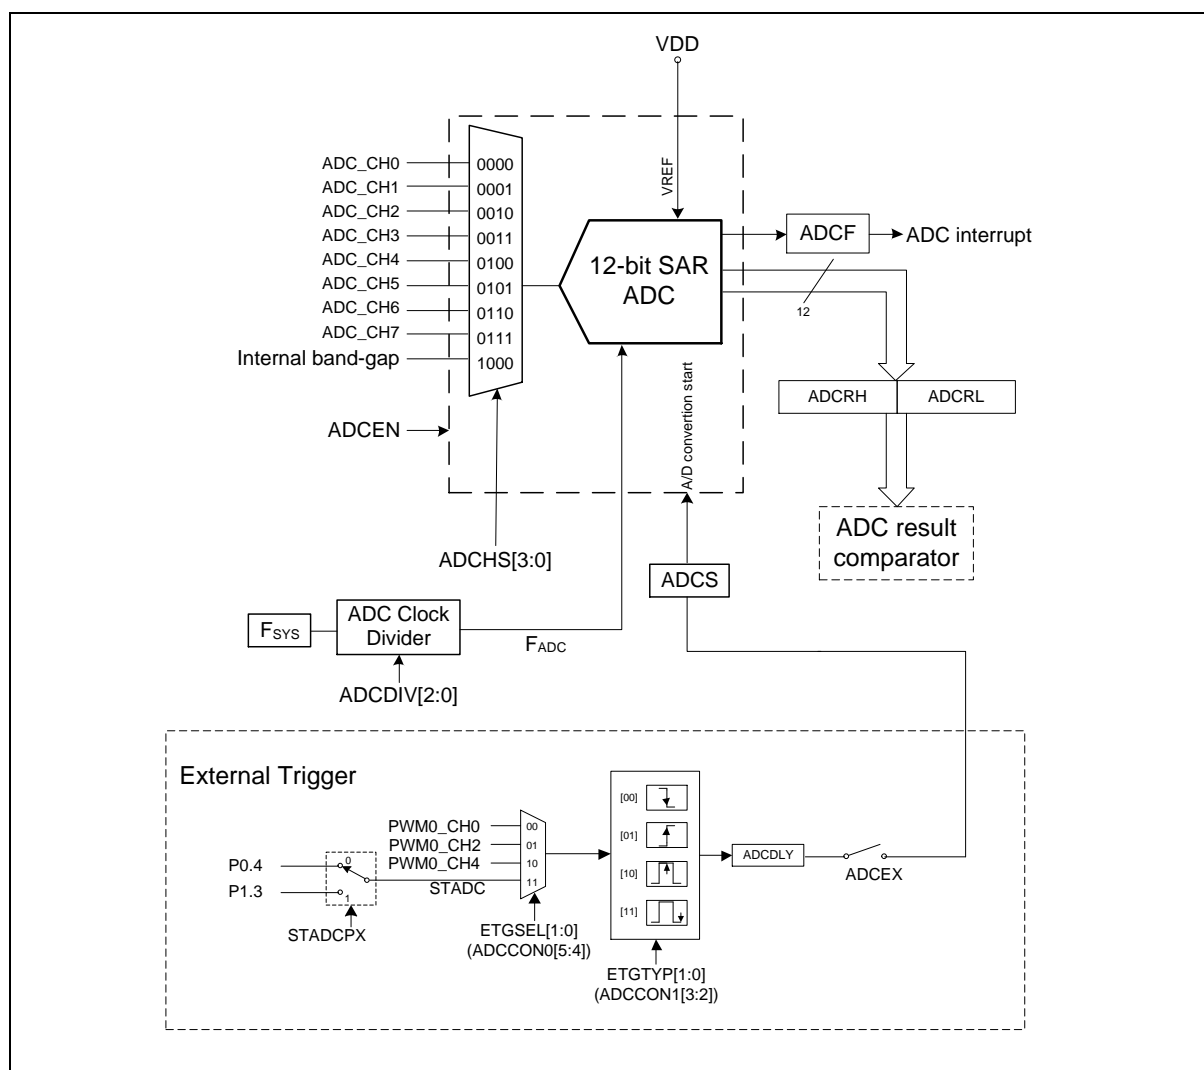 VDD
VREF
ADC_CH0
ADC_CH1
ADC_CH2
ADC_CH3
ADC_CH4
ADC_CH5
ADC_CH6
ADC_CH7
Internal band-gap
0000
0001
0010
0011
0100
0101
0110
0111
1000
12-bit SAR
ADC
ADCF
ADC interrupt
12
ADCRH
ADCRL
ADC result
comparator
ADCEN
A/D convertion start
ADCHS[3:0]
ADCS
FSYS
ADC Clock
Divider
FADC
ADCDIV[2:0]
External Trigger
P0.4
P1.3
0
1
STADCPX
PWM0_CH0
PWM0_CH2
PWM0_CH4
STADC
00
01
10
11
ETGSEL[1:0]
(ADCCON0[5:4])
[00]
[01]
[10]
[11]
ETGTYP[1:0]
(ADCCON1[3:2])
ADCDLY
ADCEX